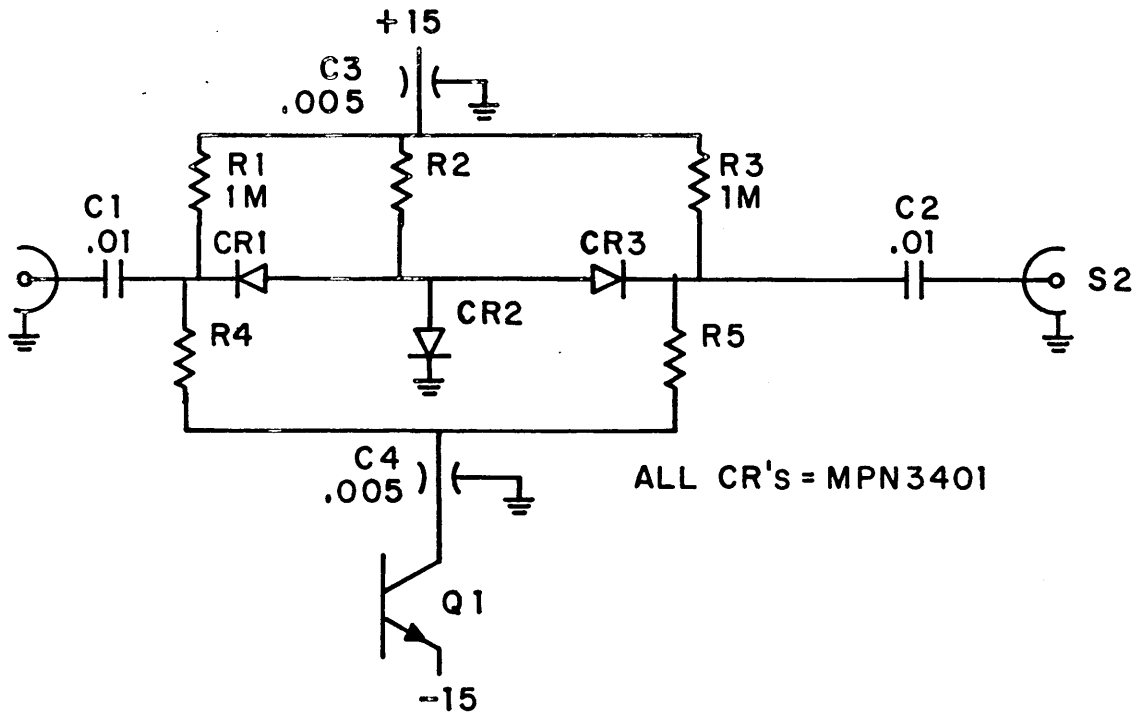 +15
C3
.005
R1
1M
R2
R3
1M
C1
.01
CR1
CR3
C2
.01
S2
R4
CR2
R5
C4
.005
ALL CR'S = MPN3401
Q1
-15